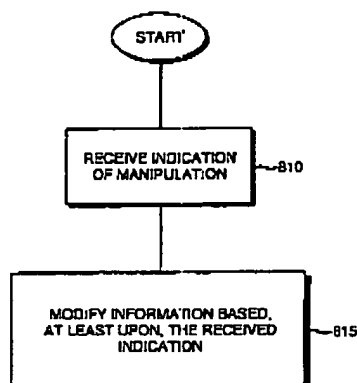 START
RECEIVE INDICATION
OF MANIPULATION
810
MODIFY INFORMATION BASED,
AT LEAST UPON, THE RECEIVED
INDICATION
815